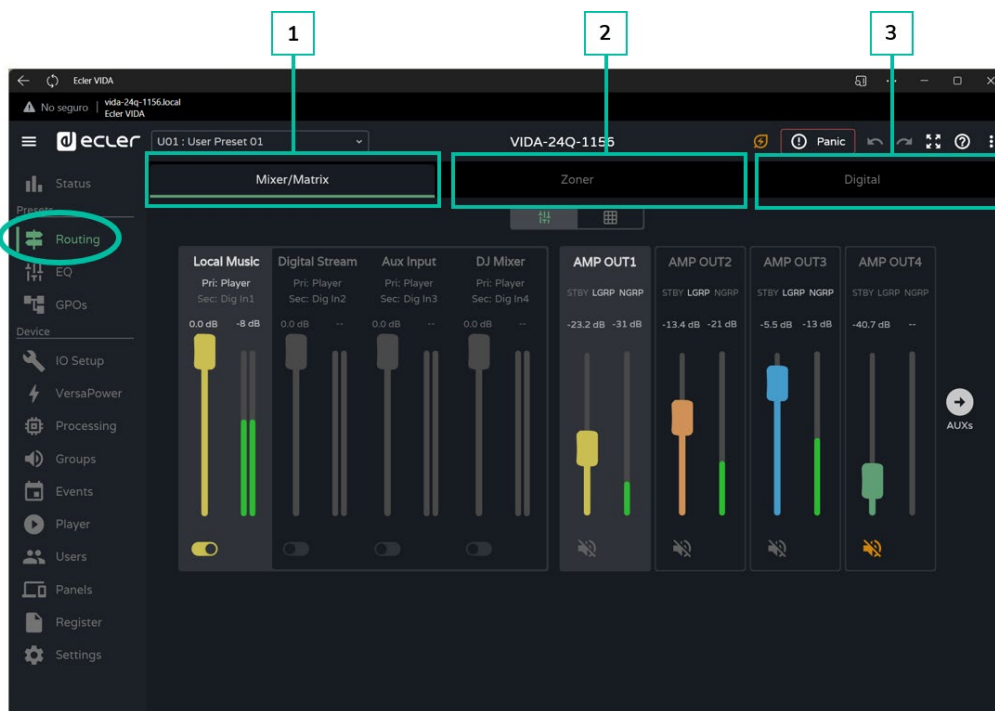 1
2
3
Ecler VIDA
No seguro | vida-24q-1156.local
Ecler VIDA
ecler
U01 : User Preset 01
VIDA-24Q-1156
Panic
Status
Presets
Routing
EQ
GPOs
Device
IO Setup
VersaPower
Processing
Groups
Events
Player
Users
Panels
Register
Settings
Mixer/Matrix
Zoner
Digital
Local Music
Pri: Player
Sec: Dig In1
0.0 dB -8 dB
Digital Stream
Pri: Player
Sec: Dig In2
0.0 dB --
Aux Input
Pri: Player
Sec: Dig In3
0.0 dB --
DJ Mixer
Pri: Player
Sec: Dig In4
0.0 dB --
AMP OUT1
STBY LGRP NGRP
-23.2 dB -31 dB
AMP OUT2
STBY LGRP NGRP
-13.4 dB -21 dB
AMP OUT3
STBY LGRP NGRP
-5.5 dB -13 dB
AMP OUT4
STBY LGRP NGRP
-40.7 dB --
AUXs